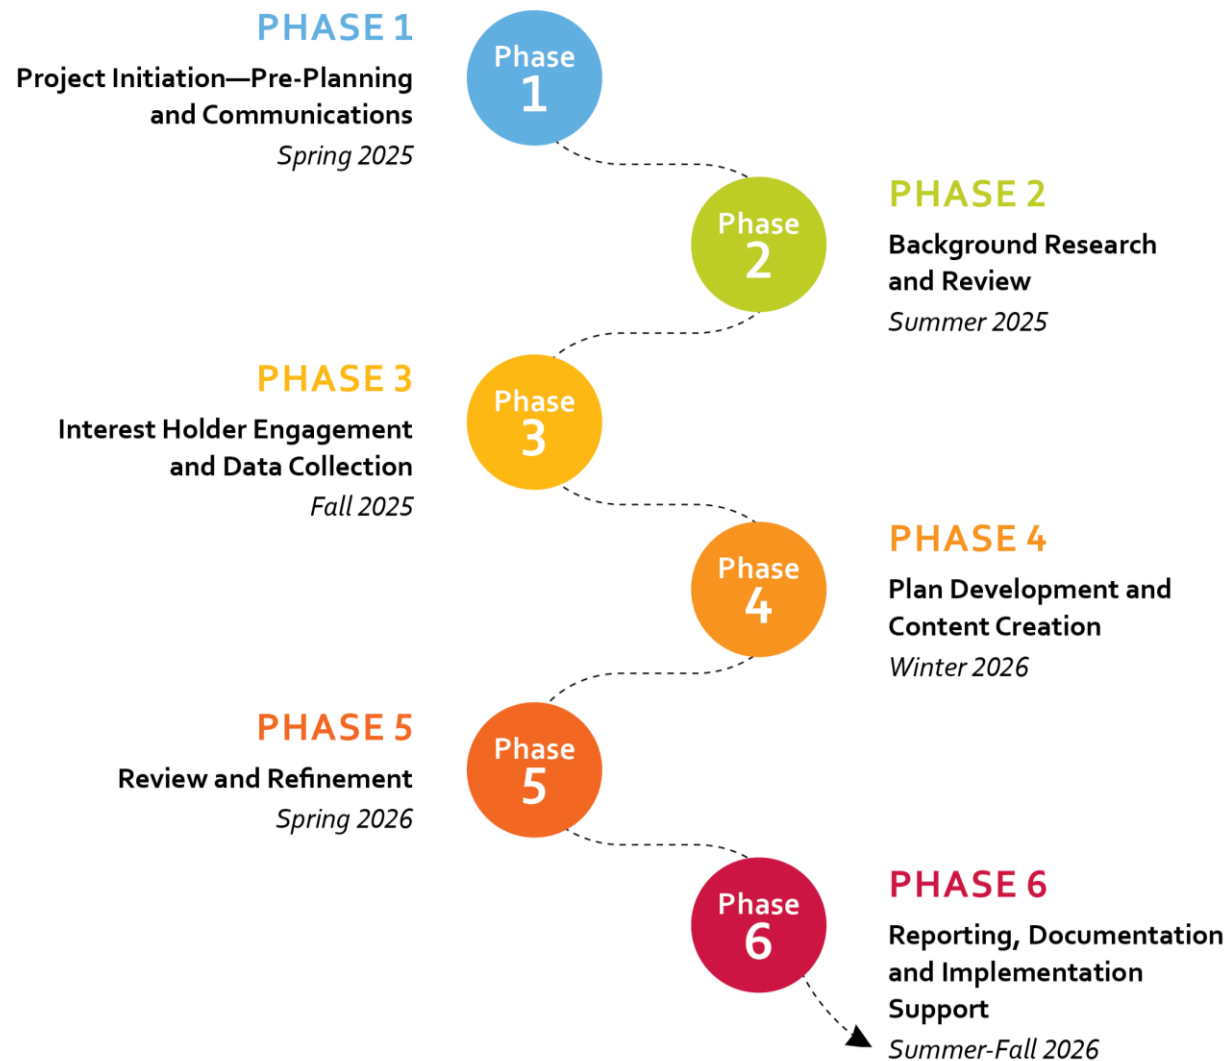 PHASE 1
Project Initiation—Pre-Planning
and Communications
Spring 2025
Phase
1
PHASE 2
Background Research
and Review
Summer 2025
Phase
2
PHASE 3
Interest Holder Engagement
and Data Collection
Fall 2025
Phase
3
PHASE 4
Plan Development and
Content Creation
Winter 2026
Phase
4
PHASE 5
Review and Refinement
Spring 2026
Phase
5
PHASE 6
Reporting, Documentation
and Implementation
Support
Summer-Fall 2026
Phase
6